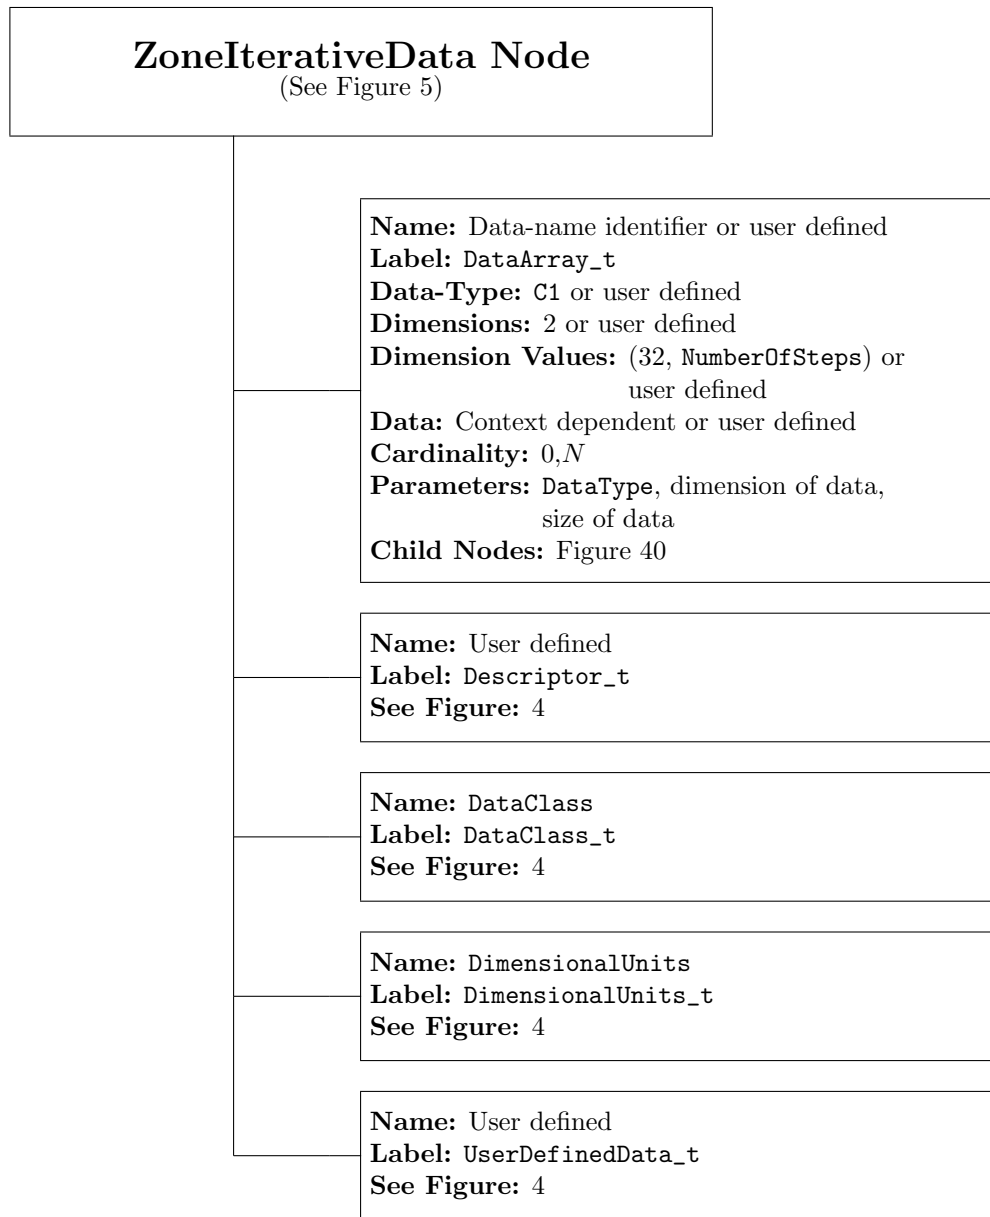 ZoneIterativeData Node
(See Figure 5)
Name: Data-name identifier or user defined
Label: DataArray_t
Data-Type: C1 or user defined
Dimensions: 2 or user defined
Dimension Values: (32, NumberOfSteps) or
user defined
Data: Context dependent or user defined
Cardinality: 0,N
Parameters: DataType, dimension of data,
size of data
Child Nodes: Figure 40
Name: User defined
Label: Descriptor_t
See Figure: 4
Name: DataClass
Label: DataClass_t
See Figure: 4
Name: DimensionalUnits
Label: DimensionalUnits_t
See Figure: 4
Name: User defined
Label: UserDefinedData_t
See Figure: 4